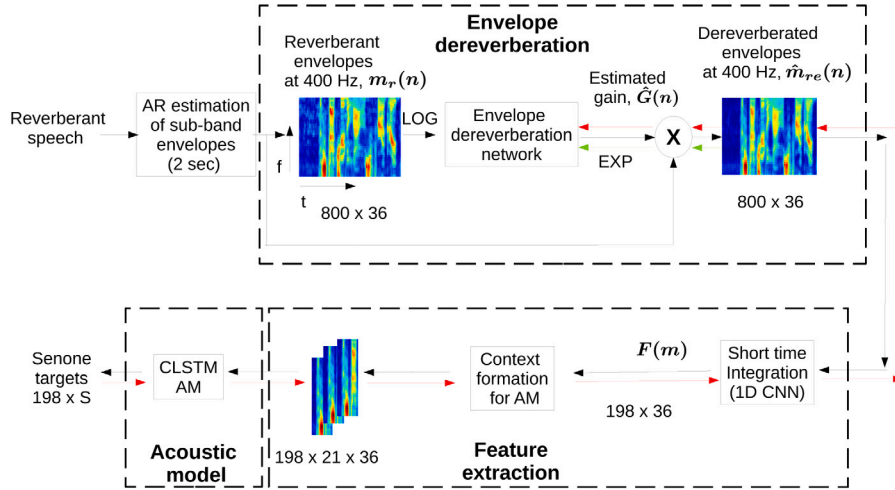 Envelope
dereverberation
Reverberant
envelopes
at 400 Hz, m_r(n)
Dereverberated
envelopes
at 400 Hz, m̂_re(n)
Estimated
gain, Ĝ(n)
Reverberant
speech
AR estimation
of sub-band
envelopes
(2 sec)
f
t
800 x 36
LOG
Envelope
dereverberation
network
EXP
X
800 x 36
Senone
targets
198 x S
CLSTM
AM
Acoustic
model
198 x 21 x 36
Context
formation
for AM
F(m)
198 x 36
Short time
Integration
(1D CNN)
Feature
extraction